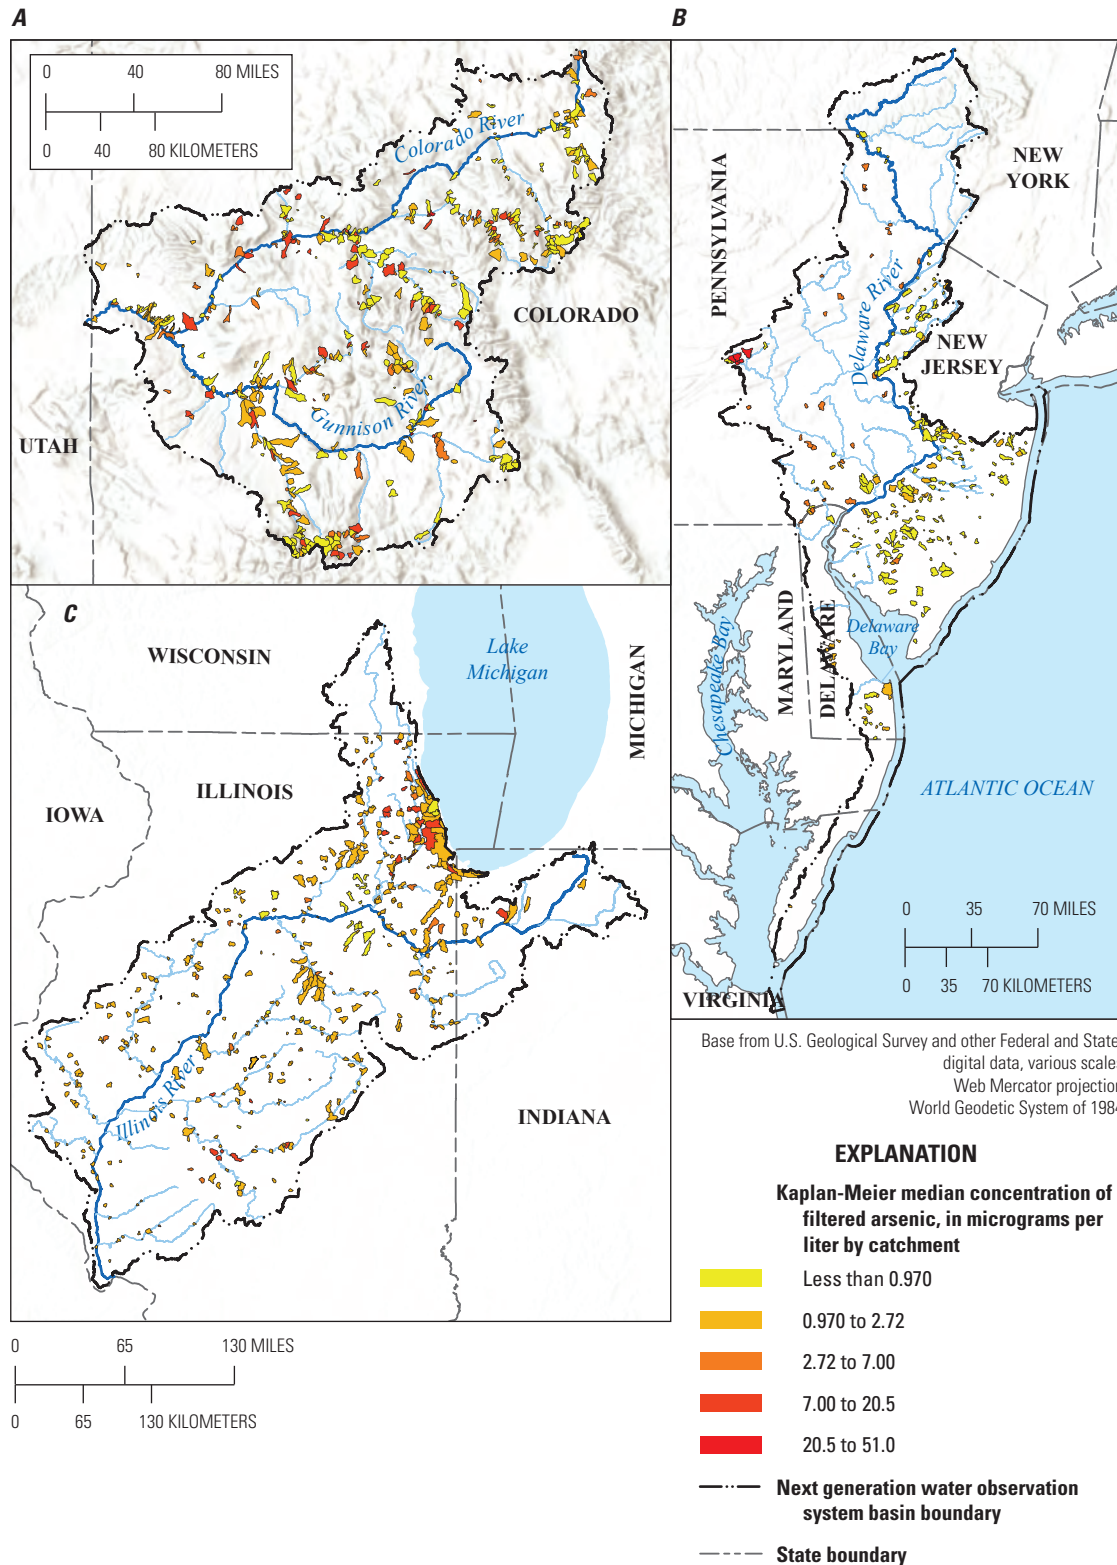 A
0 40 80 MILES
0 40 80 KILOMETERS
Colorado River
COLORADO
Gunnison River
UTAH
B
NEW
YORK
PENNSYLVANIA
Delaware River
NEW
JERSEY
MARYLAND
DELAWARE
Delaware
Bay
Chesapeake Bay
ATLANTIC OCEAN
0 35 70 MILES
0 35 70 KILOMETERS
VIRGINIA
C
WISCONSIN
Lake
Michigan
MICHIGAN
ILLINOIS
IOWA
Illinois River
INDIANA
0 65 130 MILES
0 65 130 KILOMETERS
Base from U.S. Geological Survey and other Federal and State
digital data, various scales
Web Mercator projection
World Geodetic System of 1984
EXPLANATION
Kaplan-Meier median concentration of
filtered arsenic, in micrograms per
liter by catchment
Less than 0.970
0.970 to 2.72
2.72 to 7.00
7.00 to 20.5
20.5 to 51.0
Next generation water observation
system basin boundary
State boundary